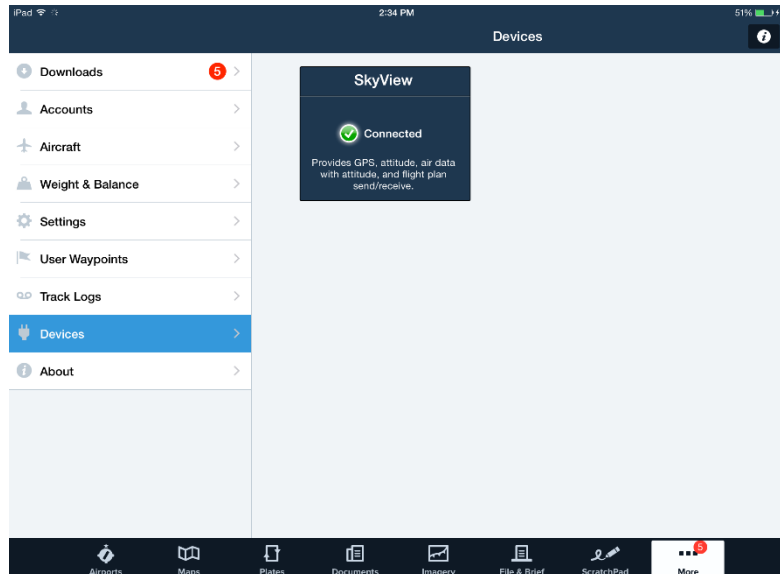 iPad 2:34 PM 51%
Devices
Downloads 5
Accounts
Aircraft
Weight & Balance
Settings
User Waypoints
Track Logs
Devices
About
SkyView
Connected
Provides GPS, attitude, air data
with attitude, and flight plan
send/receive.
5
Airports Maps Plates Documents Imagery File & Brief ScratchPad More